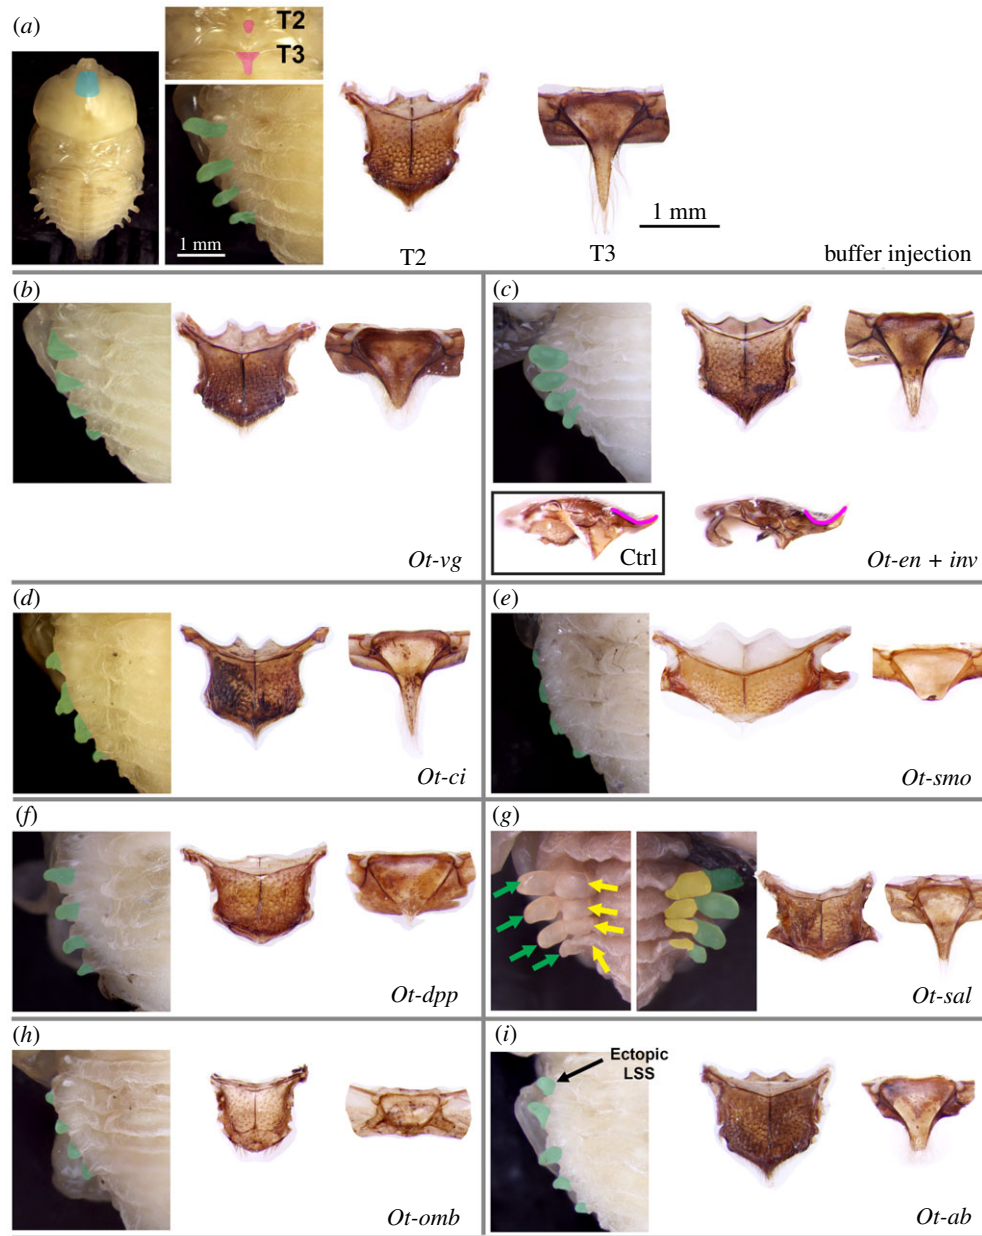 (a)
T2
T3
1 mm
T2
T3
1 mm
buffer injection
(b)
Ot-vg
(c)
Ctrl
Ot-en + inv
(d)
Ot-ci
(e)
Ot-smo
(f)
Ot-dpp
(g)
Ot-sal
(h)
Ot-omb
(i)
Ectopic
LSS
Ot-ab